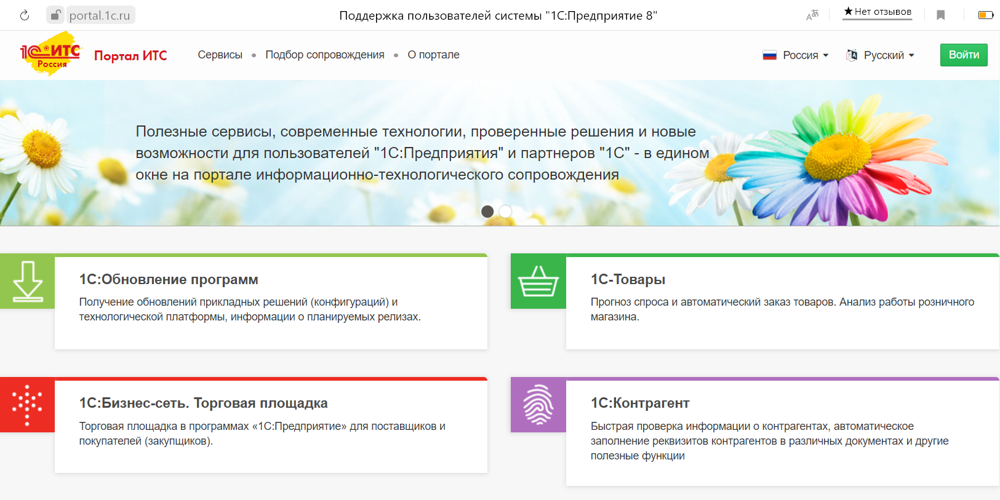 portal.1c.ru
Поддержка пользователей системы "1С:Предприятие 8"
★ Нет отзывов
1С ИТС
Россия
Портал ИТС
Сервисы • Подбор сопровождения • О портале
Россия
Русский
Войти
Полезные сервисы, современные технологии, проверенные решения и новые
возможности для пользователей "1С:Предприятия" и партнеров "1С" - в едином
окне на портале информационно-технологического сопровождения
1С:Обновление программ
Получение обновлений прикладных решений (конфигураций) и
технологической платформы, информации о планируемых релизах.
1С-Товары
Прогноз спроса и автоматический заказ товаров. Анализ работы розничного
магазина.
1С:Бизнес-сеть. Торговая площадка
Торговая площадка в программах «1С:Предприятие» для поставщиков и
покупателей (закупщиков).
1С:Контрагент
Быстрая проверка информации о контрагентах, автоматическое
заполнение реквизитов контрагентов в различных документах и другие
полезные функции